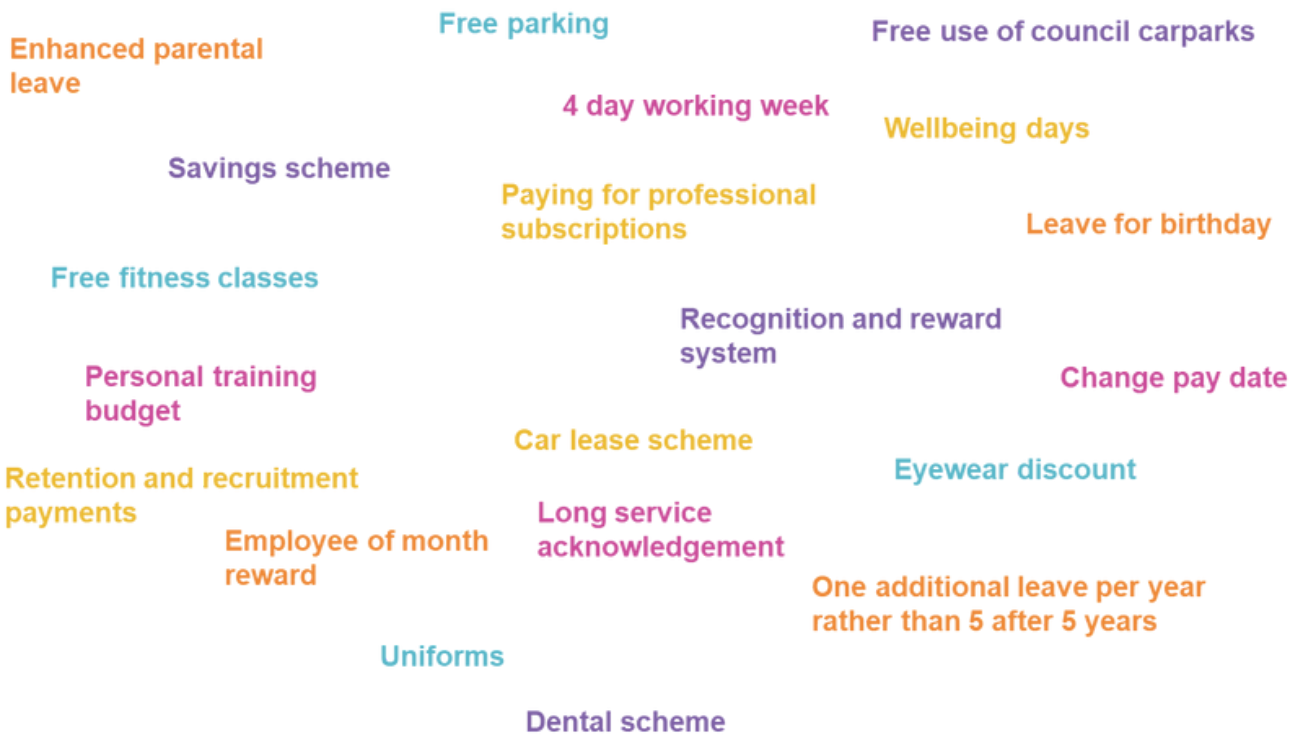 Free parking
Free use of council carparks
Enhanced parental
leave
4 day working week
Wellbeing days
Savings scheme
Paying for professional
subscriptions
Leave for birthday
Free fitness classes
Recognition and reward
system
Personal training
budget
Change pay date
Car lease scheme
Eyewear discount
Retention and recruitment
payments
Long service
acknowledgement
Employee of month
reward
One additional leave per year
rather than 5 after 5 years
Uniforms
Dental scheme